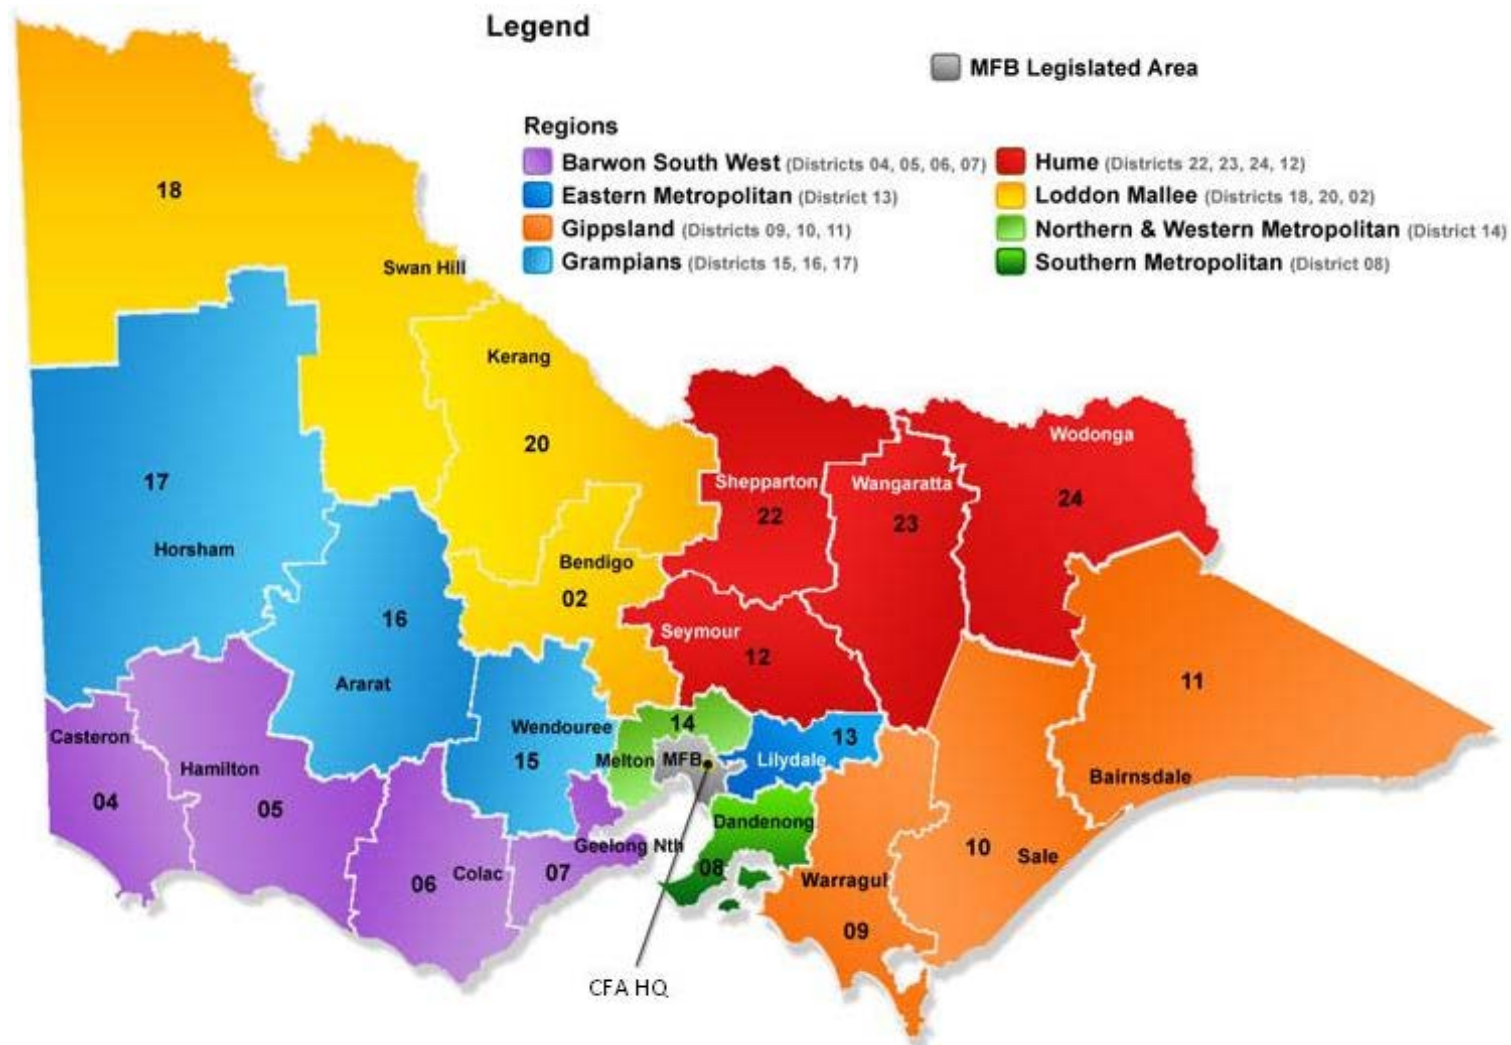 Legend
MFB Legislated Area
Regions
Barwon South West (Districts 04, 05, 06, 07)
Eastern Metropolitan (District 13)
Gippsland (Districts 09, 10, 11)
Grampians (Districts 15, 16, 17)
Hume (Districts 22, 23, 24, 12)
Loddon Mallee (Districts 18, 20, 02)
Northern & Western Metropolitan (District 14)
Southern Metropolitan (District 08)
18
Swan Hill
Kerang
20
17
Horsham
Shepparton
22
Wangaratta
23
Wodonga
24
Bendigo
02
16
Ararat
Seymour
12
11
Bairnsdale
Casteron
04
Hamilton
05
Wendouree
15
14
Melton
MFB
13
Lilydale
Dandenong
08
Geelong Nth
07
Colac
06
10
Sale
Warragul
09
CFA HQ